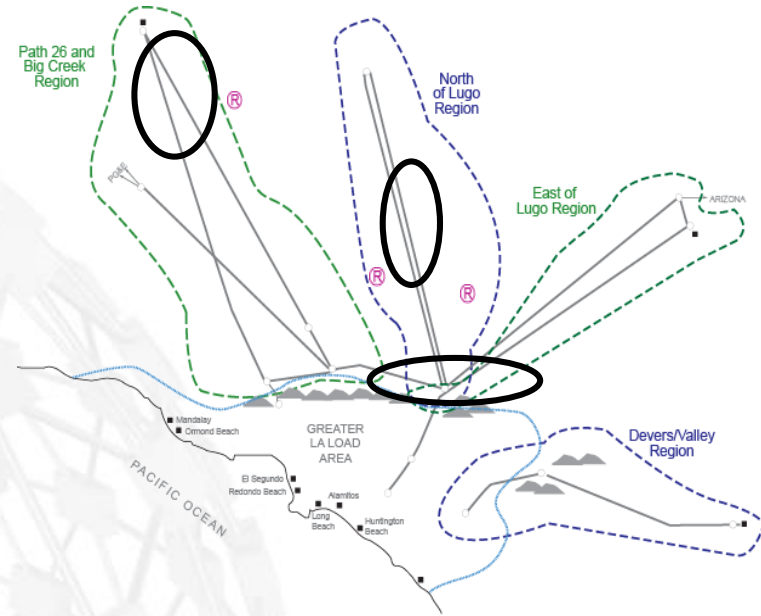 Path 26 and
Big Creek
Region
R
North
of Lugo
Region
PG&E
East of
Lugo Region
ARIZONA
R
R
Mandalay
Ormond Beach
GREATER
LA LOAD
AREA
Devers/Valley
Region
PACIFIC OCEAN
El Segundo
Redondo Beach
Alamitos
Long
Beach
Huntington
Beach